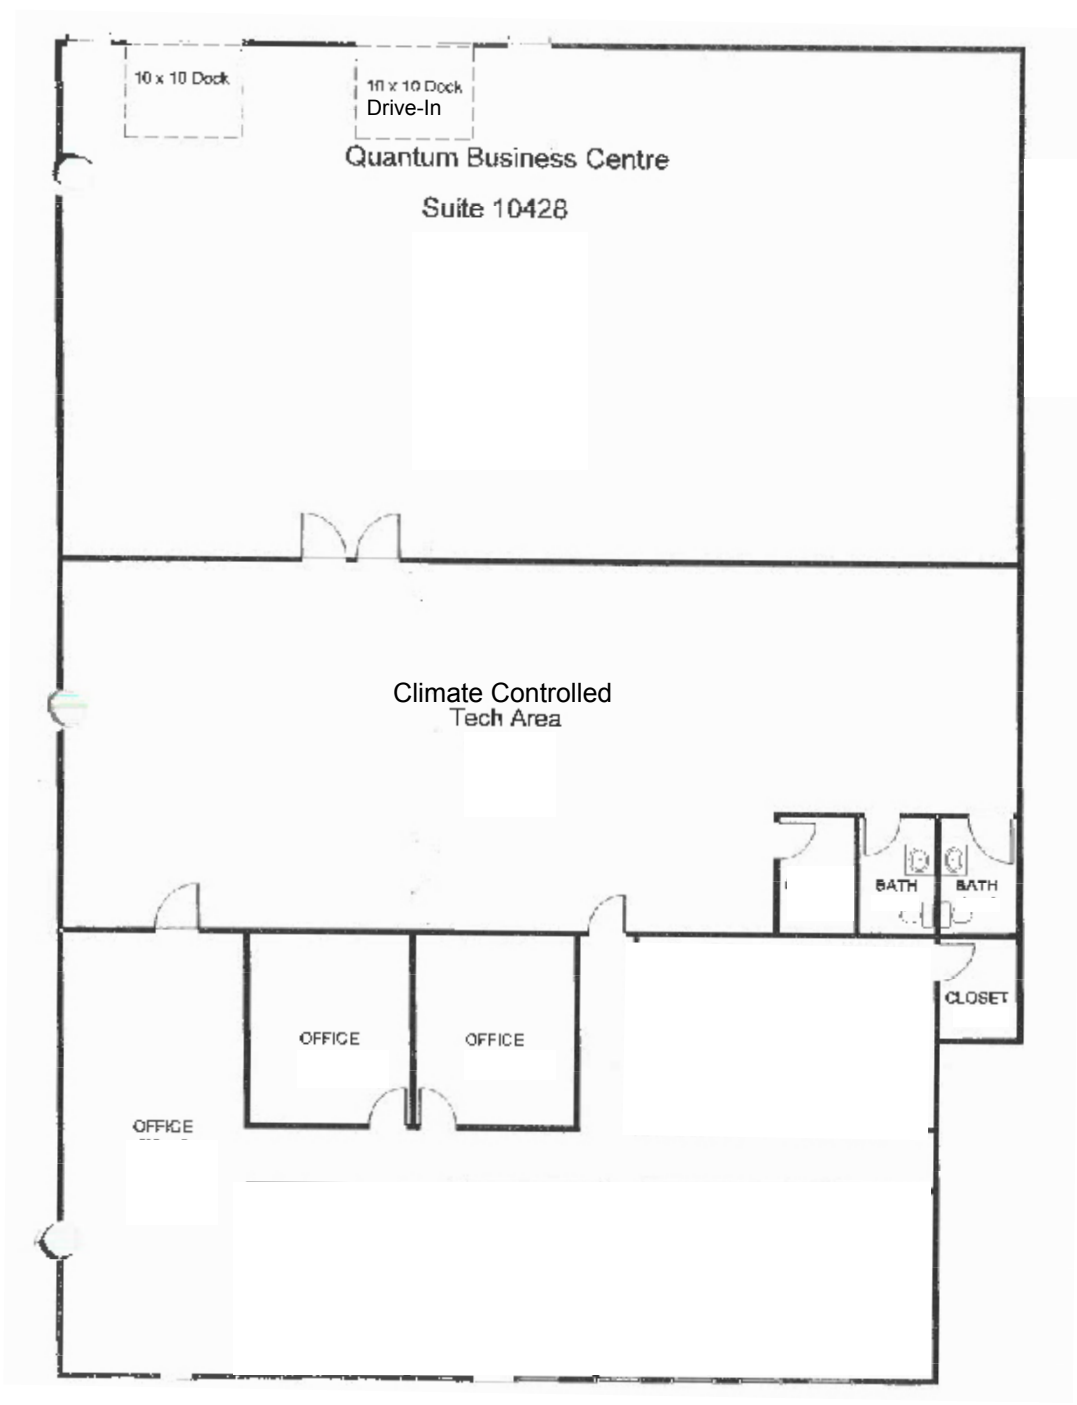 10 x 10 Dock
10 x 10 Dock
Drive-In
Quantum Business Centre
Suite 10428
Climate Controlled
Tech Area
BATH
BATH
CLOSET
OFFICE
OFFICE
OFFICE